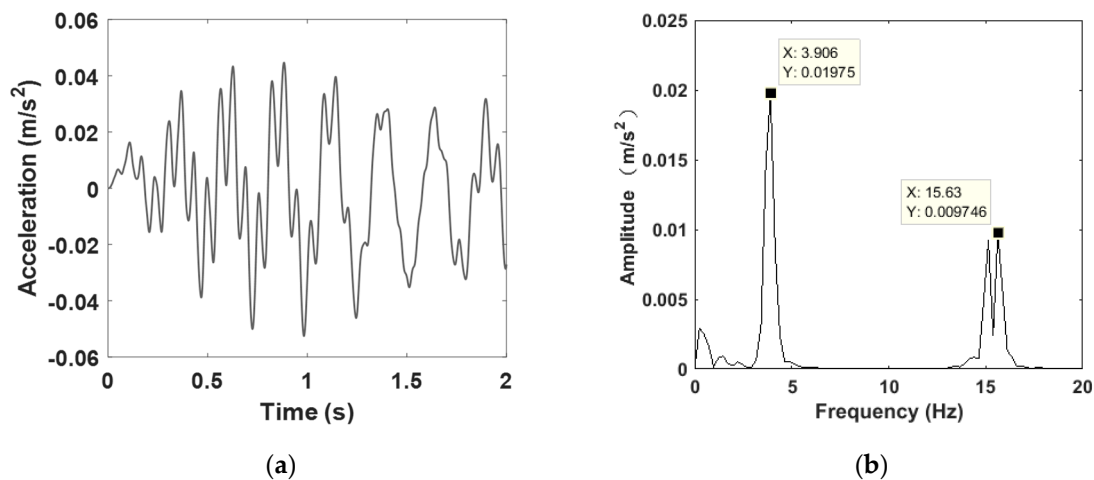 0.06
0.04
0.02
0
-0.02
-0.04
-0.06
Acceleration (m/s²)
0
0.5
1
1.5
2
Time (s)
(a)
0.025
0.02
0.015
0.01
0.005
0
Amplitude （m/s²）
X: 3.906
Y: 0.01975
X: 15.63
Y: 0.009746
0
5
10
15
20
Frequency (Hz)
(b)